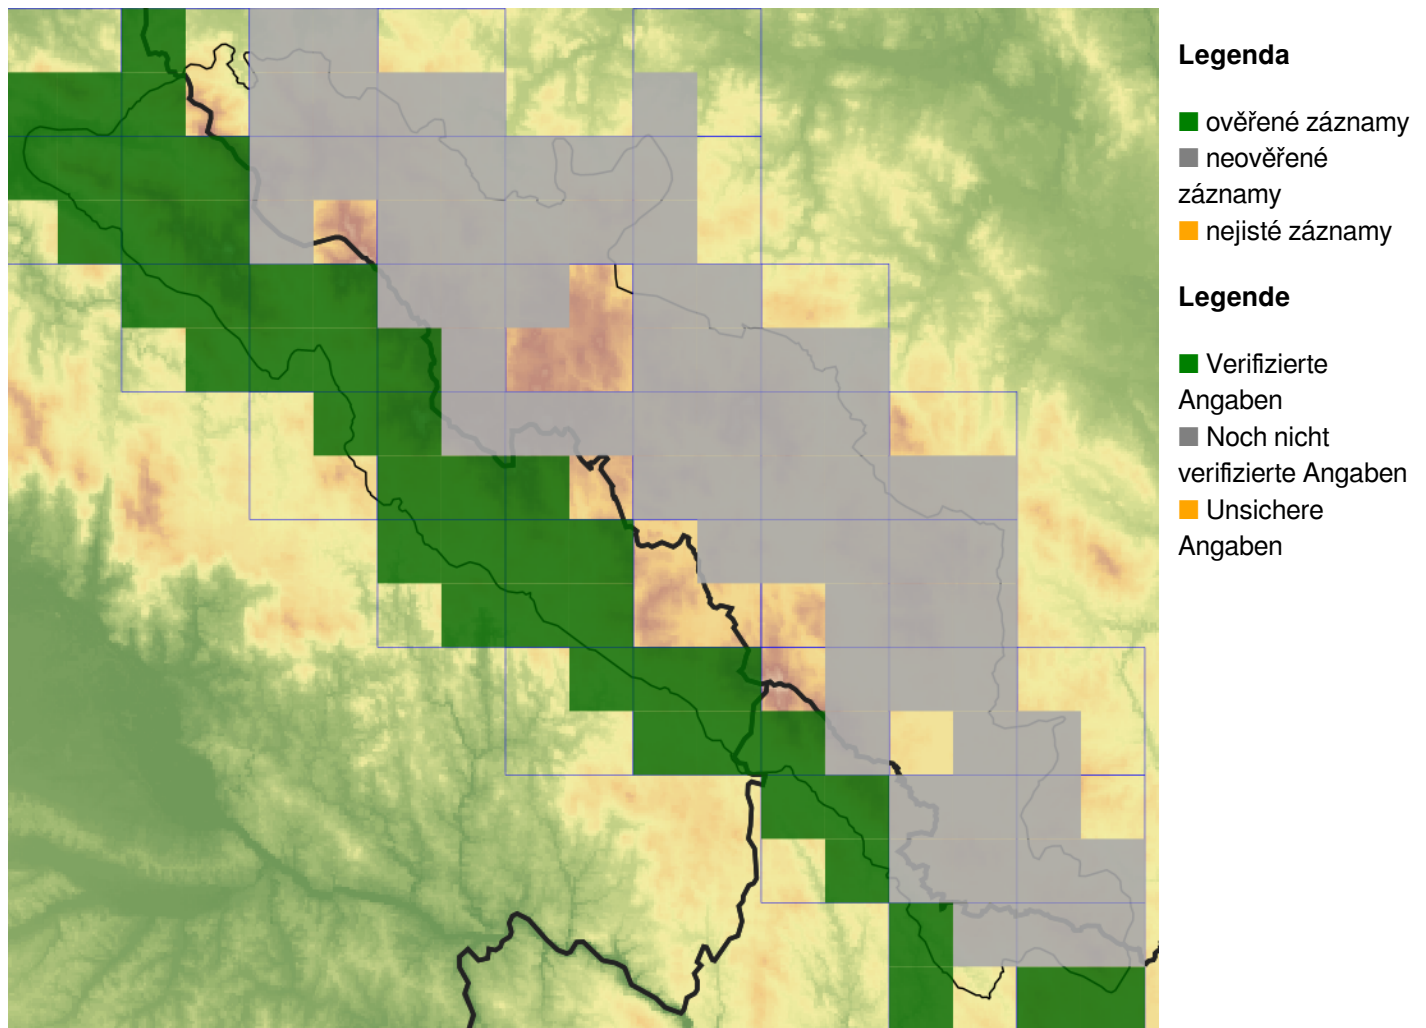 Legenda
ověřené záznamy
neověřené
záznamy
nejisté záznamy
Legende
Verifizierte
Angaben
Noch nicht
verifizierte Angaben
Unsichere
Angaben